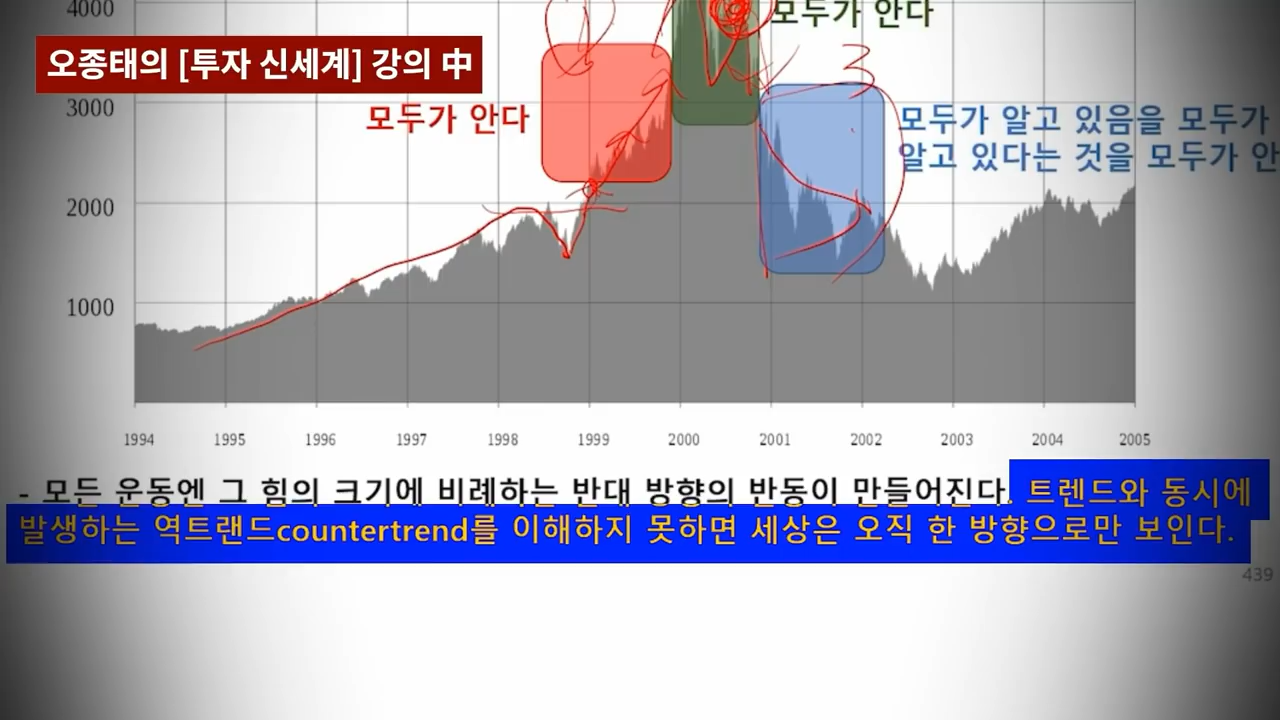 4000
모두가 안다
오종태의 [투자 신세계] 강의 中
3000
모두가 안다
3
모두가 알고 있음을 모두가
알고 있다는 것을 모두가 안
2000
1000
1994 1995 1996 1997 1998 1999 2000 2001 2002 2003 2004 2005
- 모든 운동엔 그 힘의 크기에 비례하는 반대 방향의 반동이 만들어진다. 트렌드와 동시에
발생하는 역트랜드countertrend를 이해하지 못하면 세상은 오직 한 방향으로만 보인다.
439